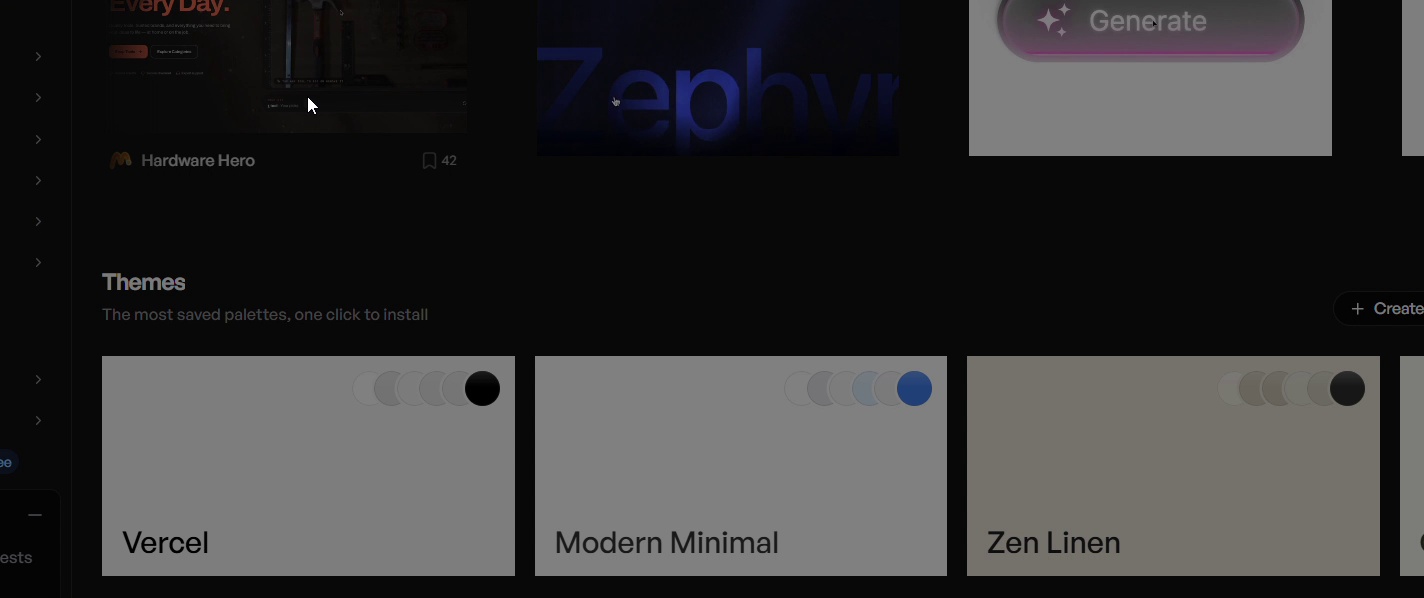 Every Day.
Generate
Zephyr
Hardware Hero
42
Themes
The most saved palettes, one click to install
Create
ee
ests
Vercel
Modern Minimal
Zen Linen